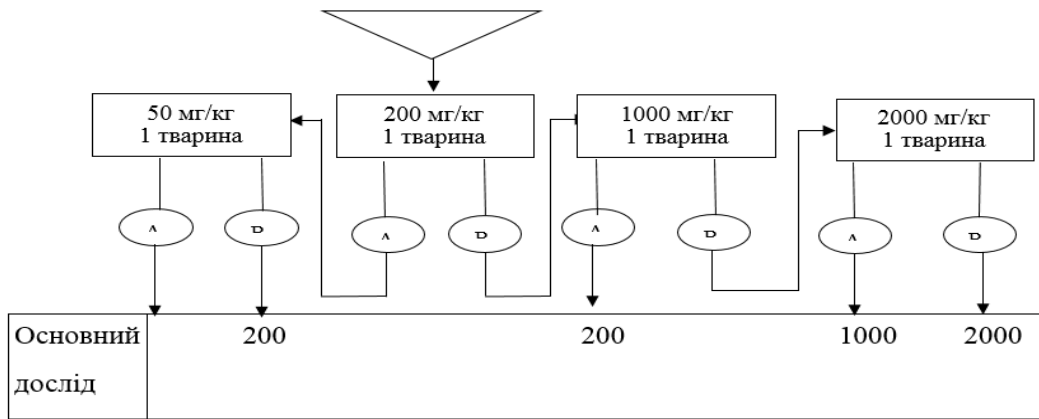 50 мг/кг
1 тварина
200 мг/кг
1 тварина
1000 мг/кг
1 тварина
2000 мг/кг
1 тварина
Основний
дослід
200
200
1000
2000